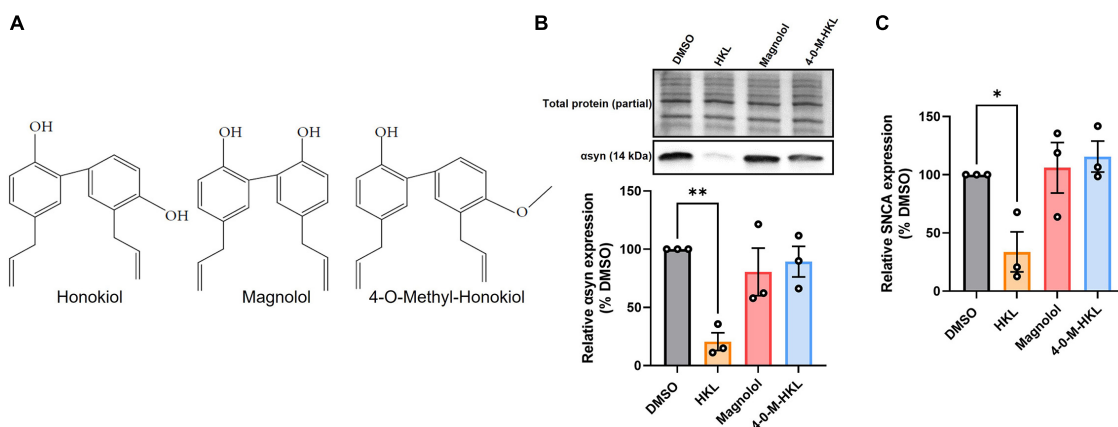 A
OH
OH
Honokiol
OH
OH
Magnolol
OH
O
4-O-Methyl-Honokiol
B
DMSO
HKL
Magnolol
4-0-M-HKL
Total protein (partial)
αsyn (14 kDa)
Relative αsyn expression
(% DMSO)
150
100
50
0
**
DMSO
HKL
Magnolol
4-0-M-HKL
C
Relative SNCA expression
(% DMSO)
150
100
50
0
*
DMSO
HKL
Magnolol
4-0-M-HKL